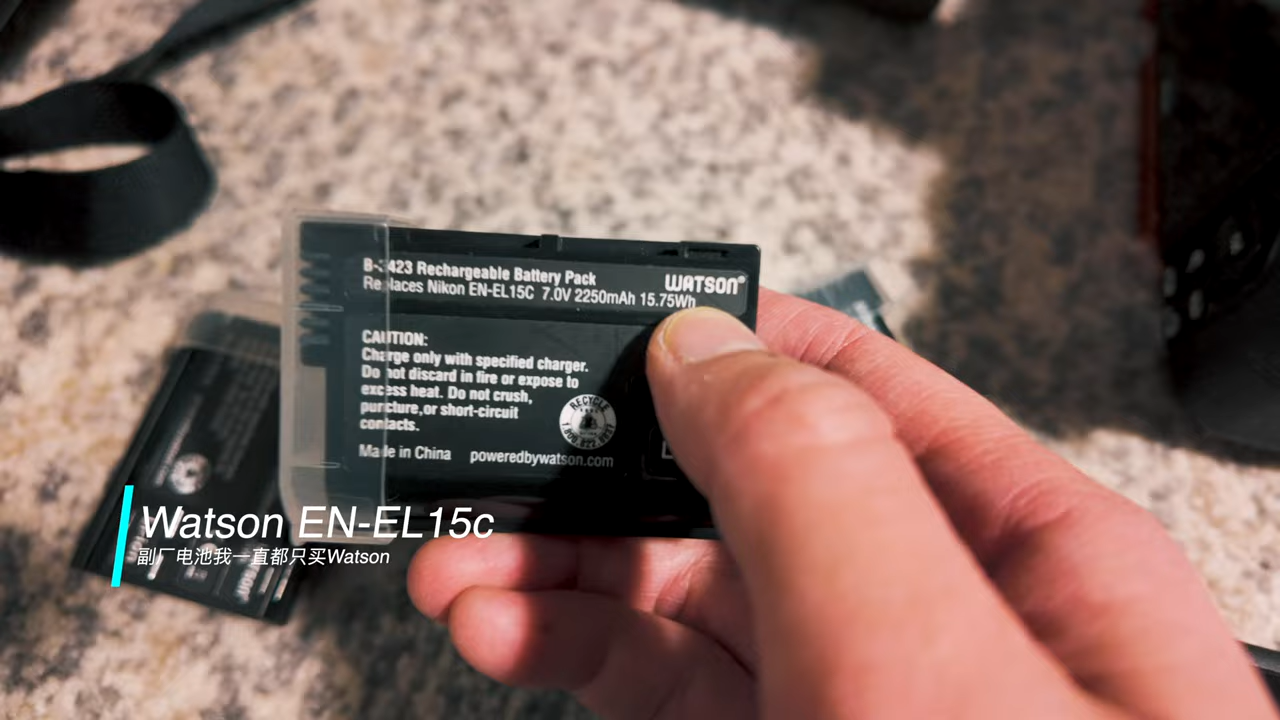 B-3423 Rechargeable Battery Pack
WATSON®
Replaces Nikon EN-EL15C 7.0V 2250mAh 15.75Wh
CAUTION:
Charge only with specified charger.
Do not discard in fire or expose to
excess heat. Do not crush,
puncture,or short-circuit
contacts.
RECYCLE
Made in China
poweredbywatson.com
Watson EN-EL15c
副厂电池我一直都只买Watson